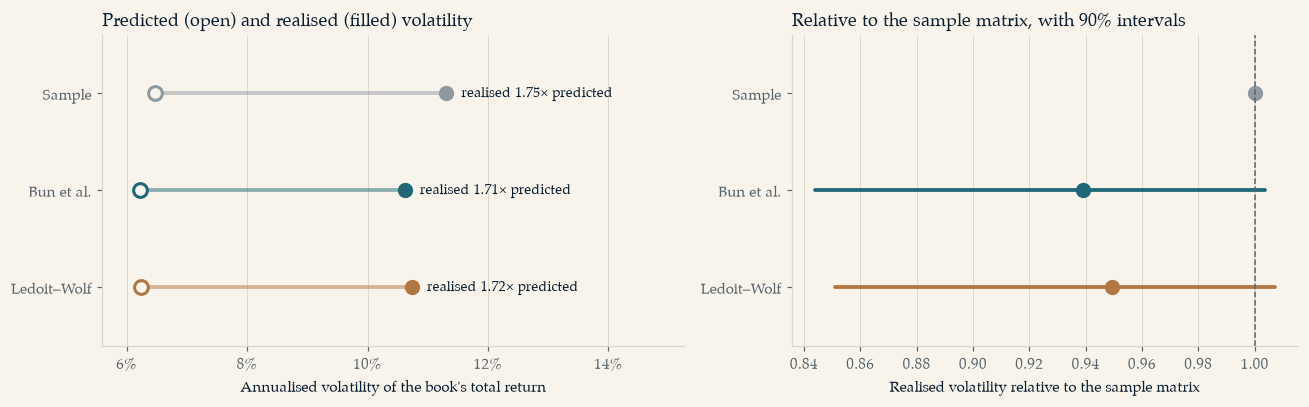 Predicted (open) and realised (filled) volatility
Sample
realised 1.75× predicted
Bun et al.
realised 1.71× predicted
Ledoit–Wolf
realised 1.72× predicted
6% 8% 10% 12% 14%
Annualised volatility of the book's total return
Relative to the sample matrix, with 90% intervals
Sample
Bun et al.
Ledoit–Wolf
0.84 0.86 0.88 0.90 0.92 0.94 0.96 0.98 1.00
Realised volatility relative to the sample matrix